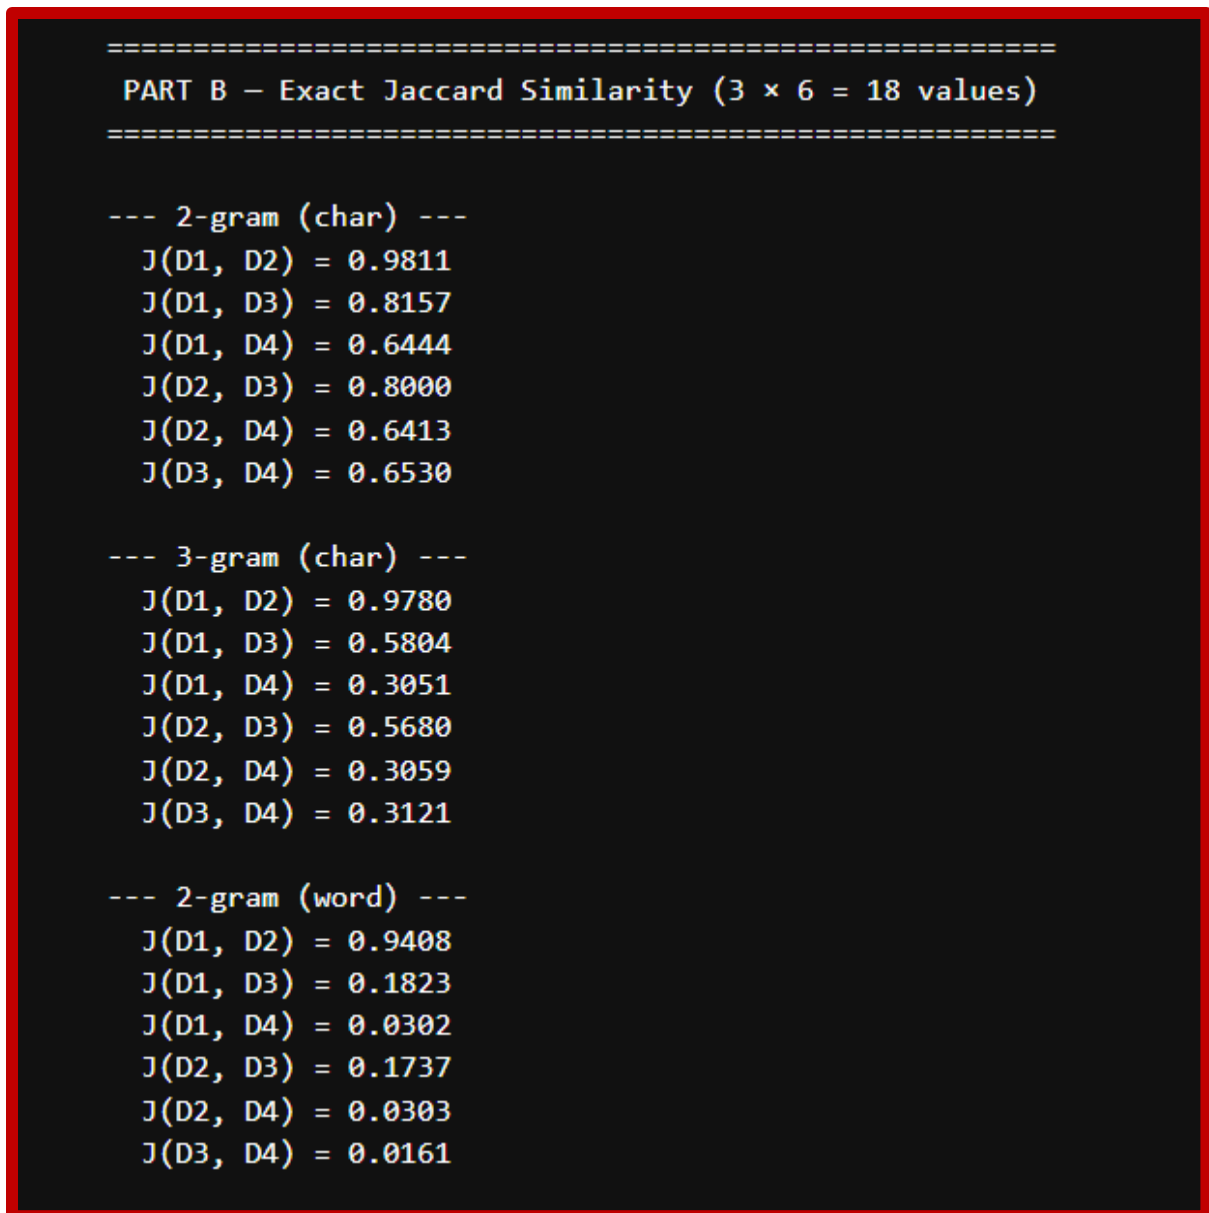 =======================================================
PART B — Exact Jaccard Similarity (3 × 6 = 18 values)
=======================================================
--- 2-gram (char) ---
J(D1, D2) = 0.9811
J(D1, D3) = 0.8157
J(D1, D4) = 0.6444
J(D2, D3) = 0.8000
J(D2, D4) = 0.6413
J(D3, D4) = 0.6530
--- 3-gram (char) ---
J(D1, D2) = 0.9780
J(D1, D3) = 0.5804
J(D1, D4) = 0.3051
J(D2, D3) = 0.5680
J(D2, D4) = 0.3059
J(D3, D4) = 0.3121
--- 2-gram (word) ---
J(D1, D2) = 0.9408
J(D1, D3) = 0.1823
J(D1, D4) = 0.0302
J(D2, D3) = 0.1737
J(D2, D4) = 0.0303
J(D3, D4) = 0.0161